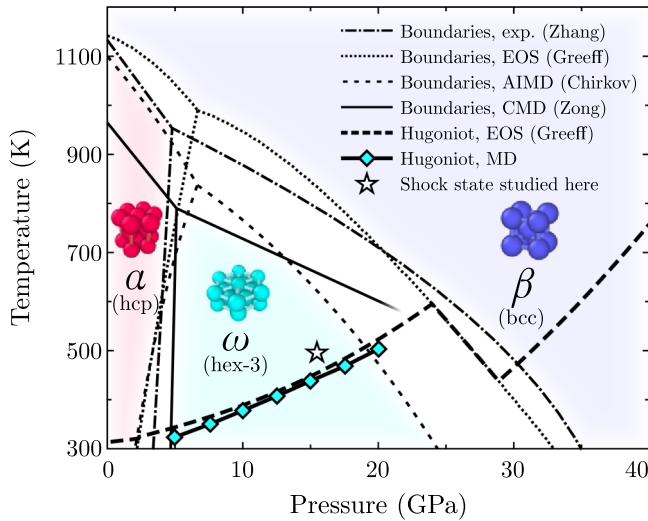 Boundaries, exp. (Zhang)
Boundaries, EOS (Greeff)
Boundaries, AIMD (Chirkov)
Boundaries, CMD (Zong)
Hugoniot, EOS (Greeff)
Hugoniot, MD
Shock state studied here
1100
900
700
500
300
Temperature (K)
α
(hcp)
ω
(hex-3)
β
(bcc)
0 10 20 30 40
Pressure (GPa)